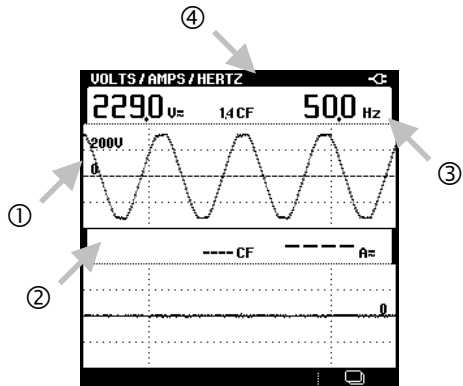 ④
VOLTS/AMPS/HERTZ
229.0 V≂ 1.4 CF 50.0 Hz
200V
0
①
③
②
---- CF ---- A≂
0